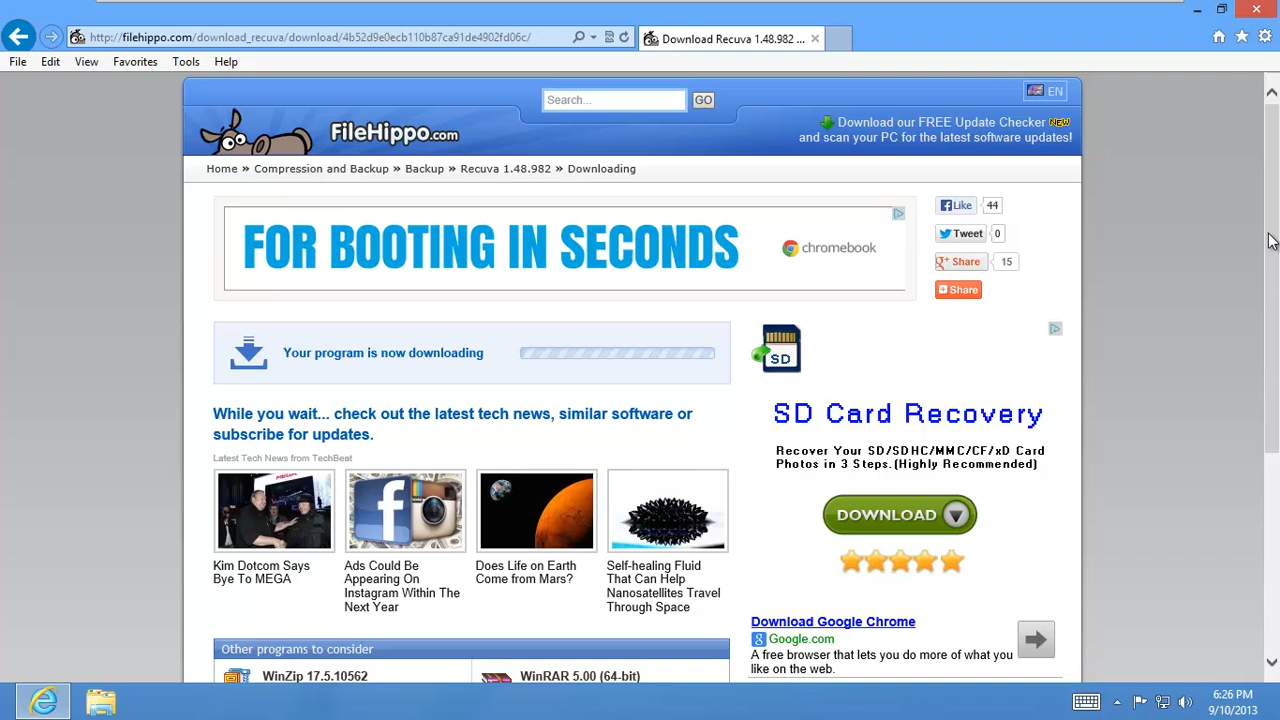 http://filehippo.com/download_recuva/download/4b52d9e0ecb110b87ca91de4902fd06c/
Download Recuva 1.48.982 ...
File Edit View Favorites Tools Help
Search... GO
EN
FileHippo.com
Download our FREE Update Checker NEW
and scan your PC for the latest software updates!
Home » Compression and Backup » Backup » Recuva 1.48.982 » Downloading
FOR BOOTING IN SECONDS
chromebook
Like 44
Tweet 0
Share 15
Share
Your program is now downloading
SD
While you wait... check out the latest tech news, similar software or
subscribe for updates.
Latest Tech News from TechBeat
Kim Dotcom Says
Bye To MEGA
Ads Could Be
Appearing On
Instagram Within The
Next Year
Does Life on Earth
Come from Mars?
Self-healing Fluid
That Can Help
Nanosatellites Travel
Through Space
SD Card Recovery
Recover Your SD/SDHC/MMC/CF/xD Card
Photos in 3 Steps.(Highly Recommended)
DOWNLOAD
Download Google Chrome
Google.com
A free browser that lets you do more of what you
like on the web.
Other programs to consider
WinZip 17.5.10562
WinRAR 5.00 (64-bit)
6:26 PM
9/10/2013